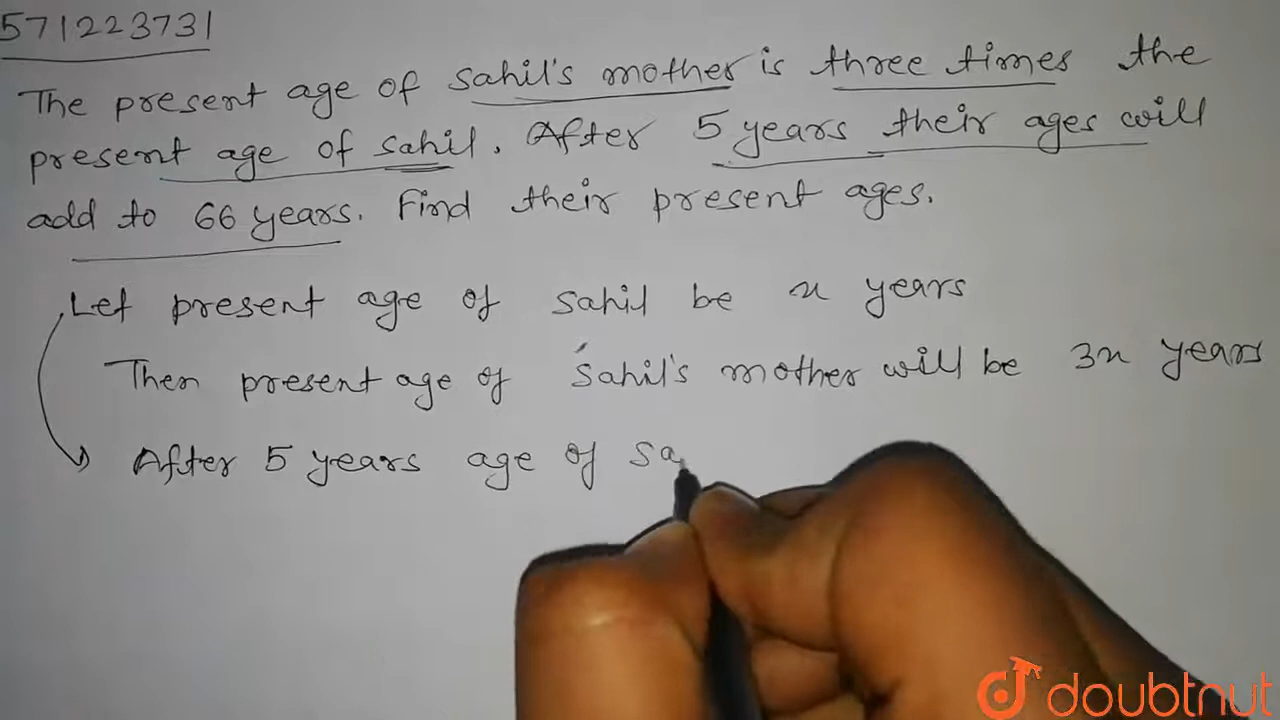 571223731
The present age of Sahil's mother is three times the
present age of Sahil. After 5 years their ages will
add to 66 years. Find their present ages.
Let present age of Sahil be x years
Then present age of Sahil's mother will be 3x years
After 5 years age of Sa
doubtnut